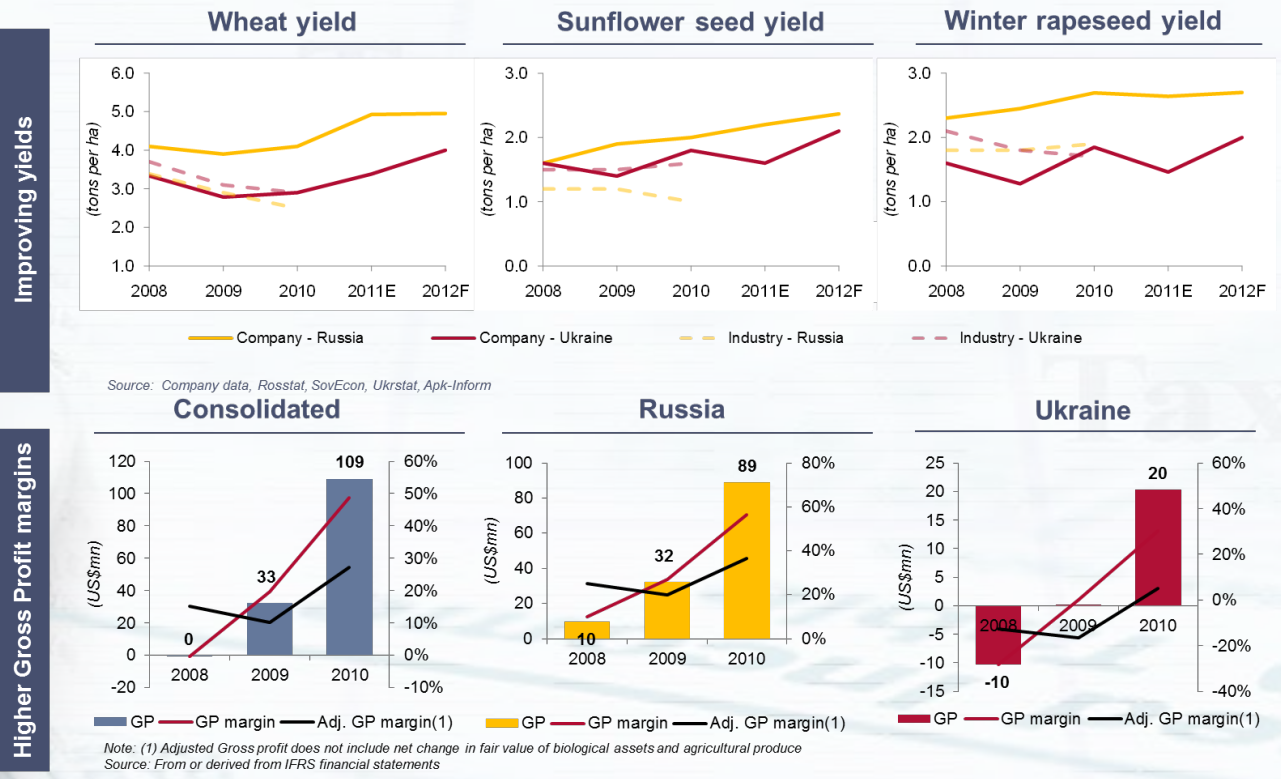 Improving yields
Wheat yield
Sunflower seed yield
Winter rapeseed yield
(tons per ha)
6.0
5.0
4.0
3.0
2.0
1.0
2008 2009 2010 2011E 2012F
(tons per ha)
3.0
2.0
1.0
0.0
2008 2009 2010 2011E 2012F
(tons per ha)
3.0
2.0
1.0
0.0
2008 2009 2010 2011E 2012F
Company - Russia Company - Ukraine Industry - Russia Industry - Ukraine
Source: Company data, Rosstat, SovEcon, Ukrstat, Apk-Inform
Higher Gross Profit margins
Consolidated
Russia
Ukraine
(US$mn)
120
100
80
60
40
20
0
-20
0
33
109
60%
50%
40%
30%
20%
10%
0%
-10%
2008 2009 2010
GP GP margin Adj. GP margin(1)
(US$mn)
100
80
60
40
20
0
10
32
89
80%
60%
40%
20%
0%
2008 2009 2010
GP GP margin Adj. GP margin(1)
(US$mn)
25
20
15
10
5
0
-5
-10
-15
-10
20
60%
40%
20%
0%
-20%
-40%
2008 2009 2010
GP GP margin Adj. GP margin(1)
Note: (1) Adjusted Gross profit does not include net change in fair value of biological assets and agricultural produce
Source: From or derived from IFRS financial statements
Tax